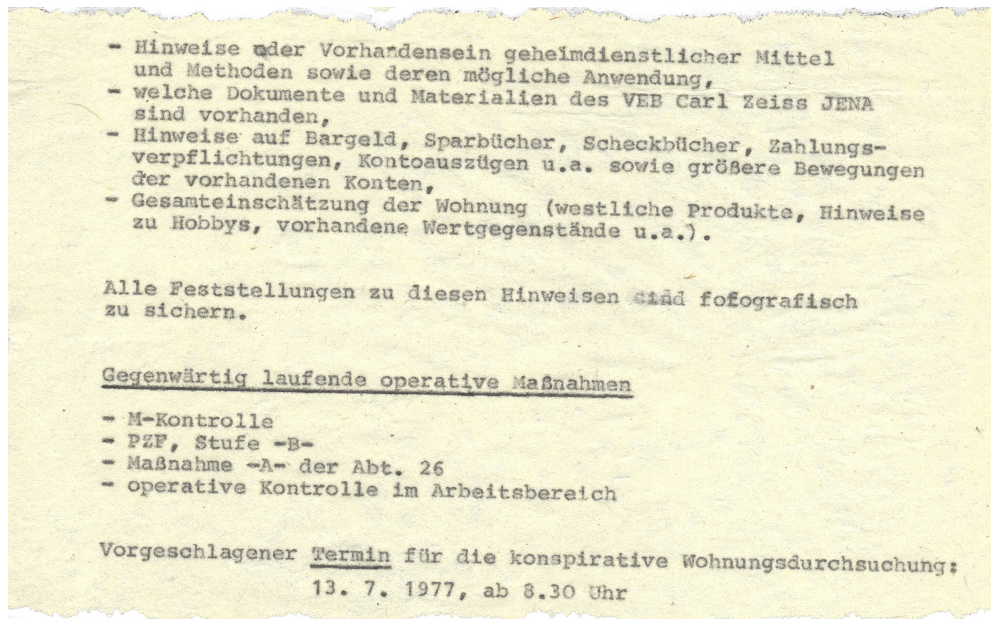 - Hinweise oder Vorhandensein geheimdienstlicher Mittel
und Methoden sowie deren mögliche Anwendung,
- welche Dokumente und Materialien des VEB Carl Zeiss JENA
sind vorhanden,
- Hinweise auf Bargeld, Sparbücher, Scheckbücher, Zahlungs-
verpflichtungen, Kontoauszügen u.a. sowie größere Bewegungen
der vorhandenen Konten,
- Gesamteinschätzung der Wohnung (westliche Produkte, Hinweise
zu Hobbys, vorhandene Wertgegenstände u.a.).
Alle Feststellungen zu diesen Hinweisen sind fofografisch
zu sichern.
Gegenwärtig laufende operative Maßnahmen
- M-Kontrolle
- PZF, Stufe -B-
- Maßnahme -A- der Abt. 26
- operative Kontrolle im Arbeitsbereich
Vorgeschlagener Termin für die konspirative Wohnungsdurchsuchung:
13. 7. 1977, ab 8.30 Uhr